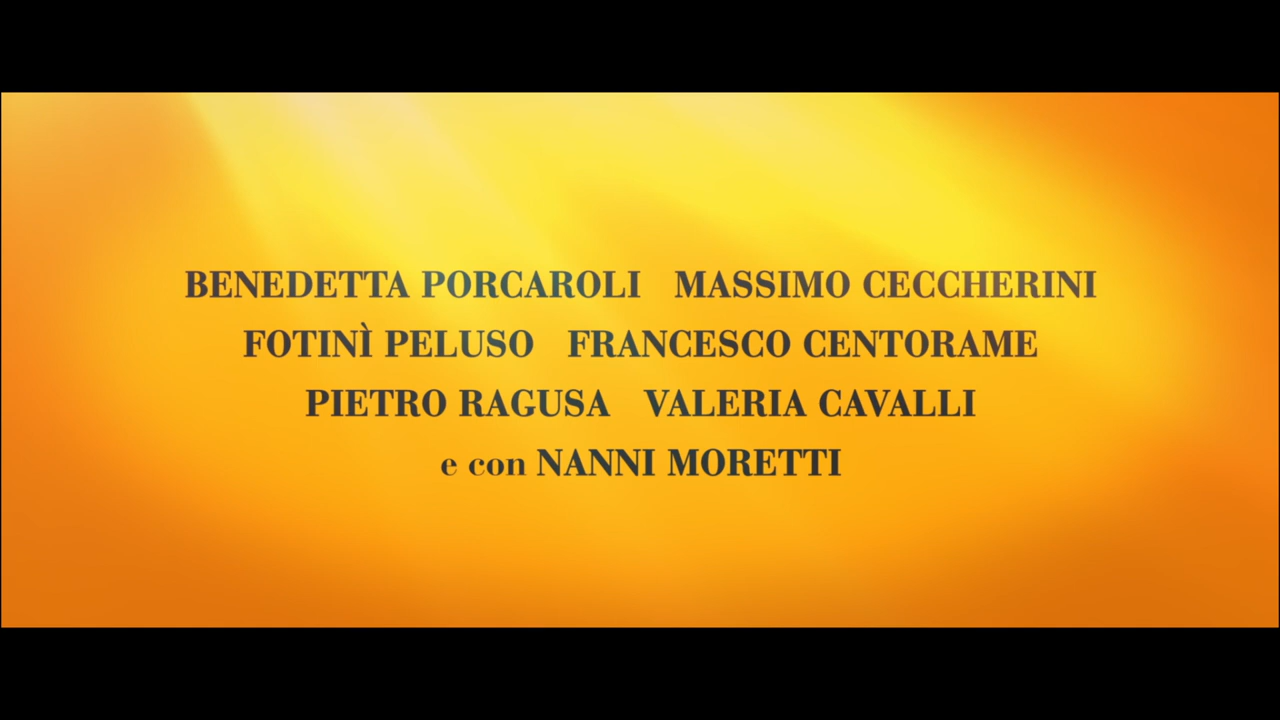 BENEDETTA PORCAROLI MASSIMO CECCHERINI
FOTINÌ PELUSO FRANCESCO CENTORAME
PIETRO RAGUSA VALERIA CAVALLI
e con NANNI MORETTI